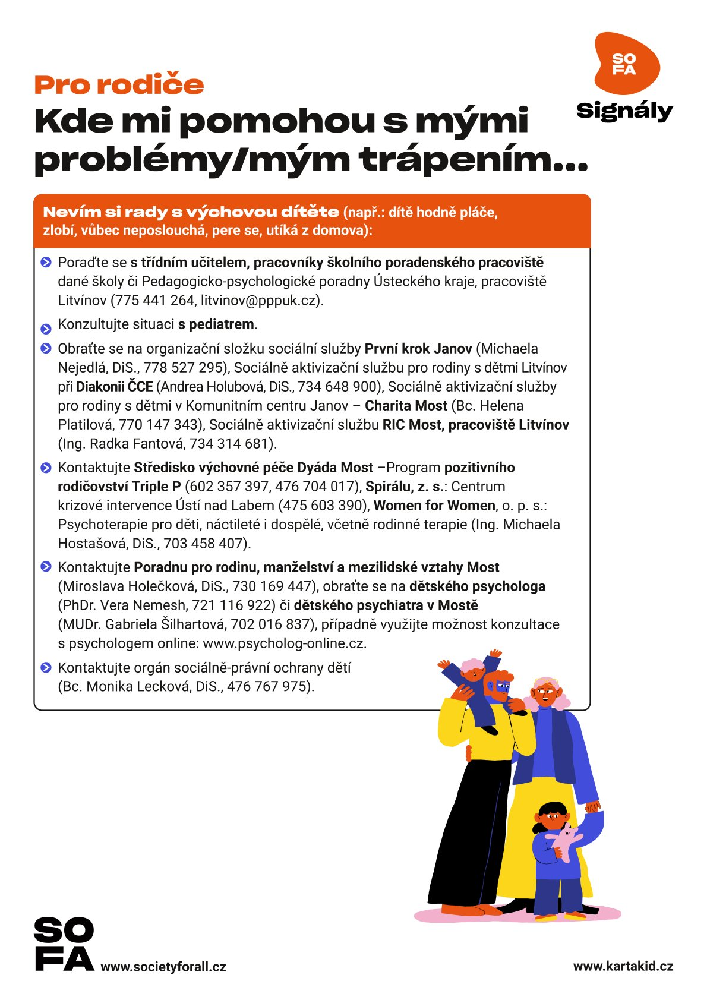 SO
FA
Signály
Pro rodiče
Kde mi pomohou s mými
problémy/mým trápením...
Nevím si rady s výchovou dítěte (např.: dítě hodně pláče,
zlobí, vůbec neposlouchá, pere se, utíká z domova):
Poraďte se s třídním učitelem, pracovníky školního poradenského pracoviště
dané školy či Pedagogicko-psychologické poradny Ústeckého kraje, pracoviště
Litvínov (775 441 264, litvinov@pppuk.cz).
Konzultujte situaci s pediatrem.
Obraťte se na organizační složku sociální služby První krok Janov (Michaela
Nejedlá, DiS., 778 527 295), Sociálně aktivizační službu pro rodiny s dětmi Litvínov
při Diakonii ČCE (Andrea Holubová, DiS., 734 648 900), Sociálně aktivizační služby
pro rodiny s dětmi v Komunitním centru Janov – Charita Most (Bc. Helena
Platilová, 770 147 343), Sociálně aktivizační službu RIC Most, pracoviště Litvínov
(Ing. Radka Fantová, 734 314 681).
Kontaktujte Středisko výchovné péče Dyáda Most –Program pozitivního
rodičovství Triple P (602 357 397, 476 704 017), Spirálu, z. s.: Centrum
krizové intervence Ústí nad Labem (475 603 390), Women for Women, o. p. s.:
Psychoterapie pro děti, náctileté i dospělé, včetně rodinné terapie (Ing. Michaela
Hostašová, DiS., 703 458 407).
Kontaktujte Poradnu pro rodinu, manželství a mezilidské vztahy Most
(Miroslava Holečková, DiS., 730 169 447), obraťte se na dětského psychologa
(PhDr. Vera Nemesh, 721 116 922) či dětského psychiatra v Mostě
(MUDr. Gabriela Šilhartová, 702 016 837), případně využijte možnost konzultace
s psychologem online: www.psycholog-online.cz.
Kontaktujte orgán sociálně-právní ochrany dětí
(Bc. Monika Lecková, DiS., 476 767 975).
SO
FA
www.societyforall.cz
www.kartakid.cz